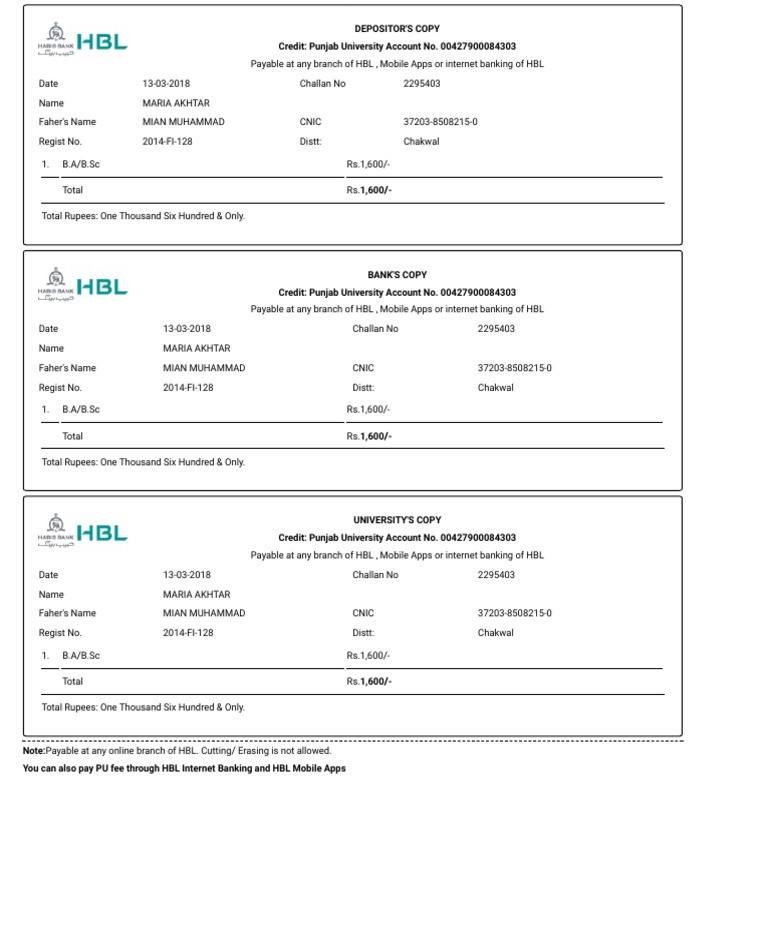 HABIB BANK HBL
DEPOSITOR'S COPY
Credit: Punjab University Account No. 00427900084303
Payable at any branch of HBL , Mobile Apps or internet banking of HBL
Date 13-03-2018 Challan No 2295403
Name MARIA AKHTAR
Faher's Name MIAN MUHAMMAD CNIC 37203-8508215-0
Regist No. 2014-FI-128 Distt: Chakwal
1. B.A/B.Sc Rs.1,600/-
Total Rs.1,600/-
Total Rupees: One Thousand Six Hundred & Only.
HABIB BANK HBL
BANK'S COPY
Credit: Punjab University Account No. 00427900084303
Payable at any branch of HBL , Mobile Apps or internet banking of HBL
Date 13-03-2018 Challan No 2295403
Name MARIA AKHTAR
Faher's Name MIAN MUHAMMAD CNIC 37203-8508215-0
Regist No. 2014-FI-128 Distt: Chakwal
1. B.A/B.Sc Rs.1,600/-
Total Rs.1,600/-
Total Rupees: One Thousand Six Hundred & Only.
HABIB BANK HBL
UNIVERSITY'S COPY
Credit: Punjab University Account No. 00427900084303
Payable at any branch of HBL , Mobile Apps or internet banking of HBL
Date 13-03-2018 Challan No 2295403
Name MARIA AKHTAR
Faher's Name MIAN MUHAMMAD CNIC 37203-8508215-0
Regist No. 2014-FI-128 Distt: Chakwal
1. B.A/B.Sc Rs.1,600/-
Total Rs.1,600/-
Total Rupees: One Thousand Six Hundred & Only.
Note:Payable at any online branch of HBL. Cutting/ Erasing is not allowed.
You can also pay PU fee through HBL Internet Banking and HBL Mobile Apps